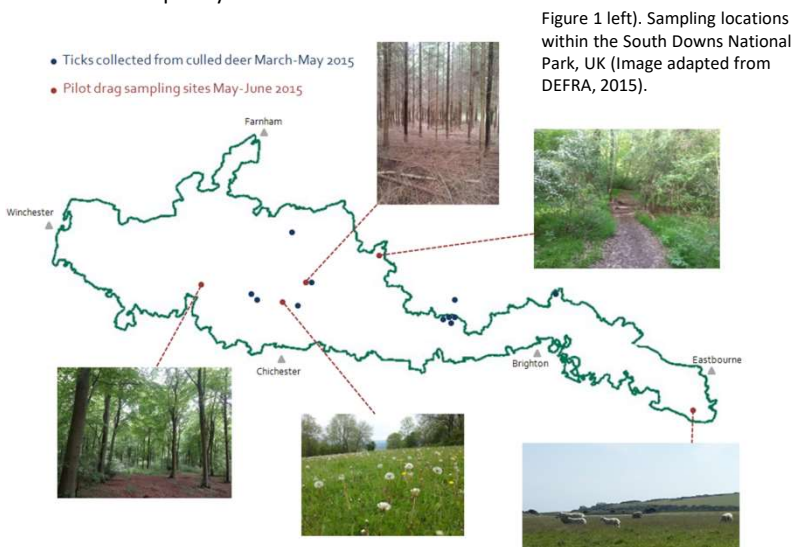 Figure 1 left). Sampling locations
within the South Downs National
Park, UK (Image adapted from
DEFRA, 2015).
Ticks collected from culled deer March-May 2015
Pilot drag sampling sites May-June 2015
Farnham
Winchester
Chichester
Brighton
Eastbourne